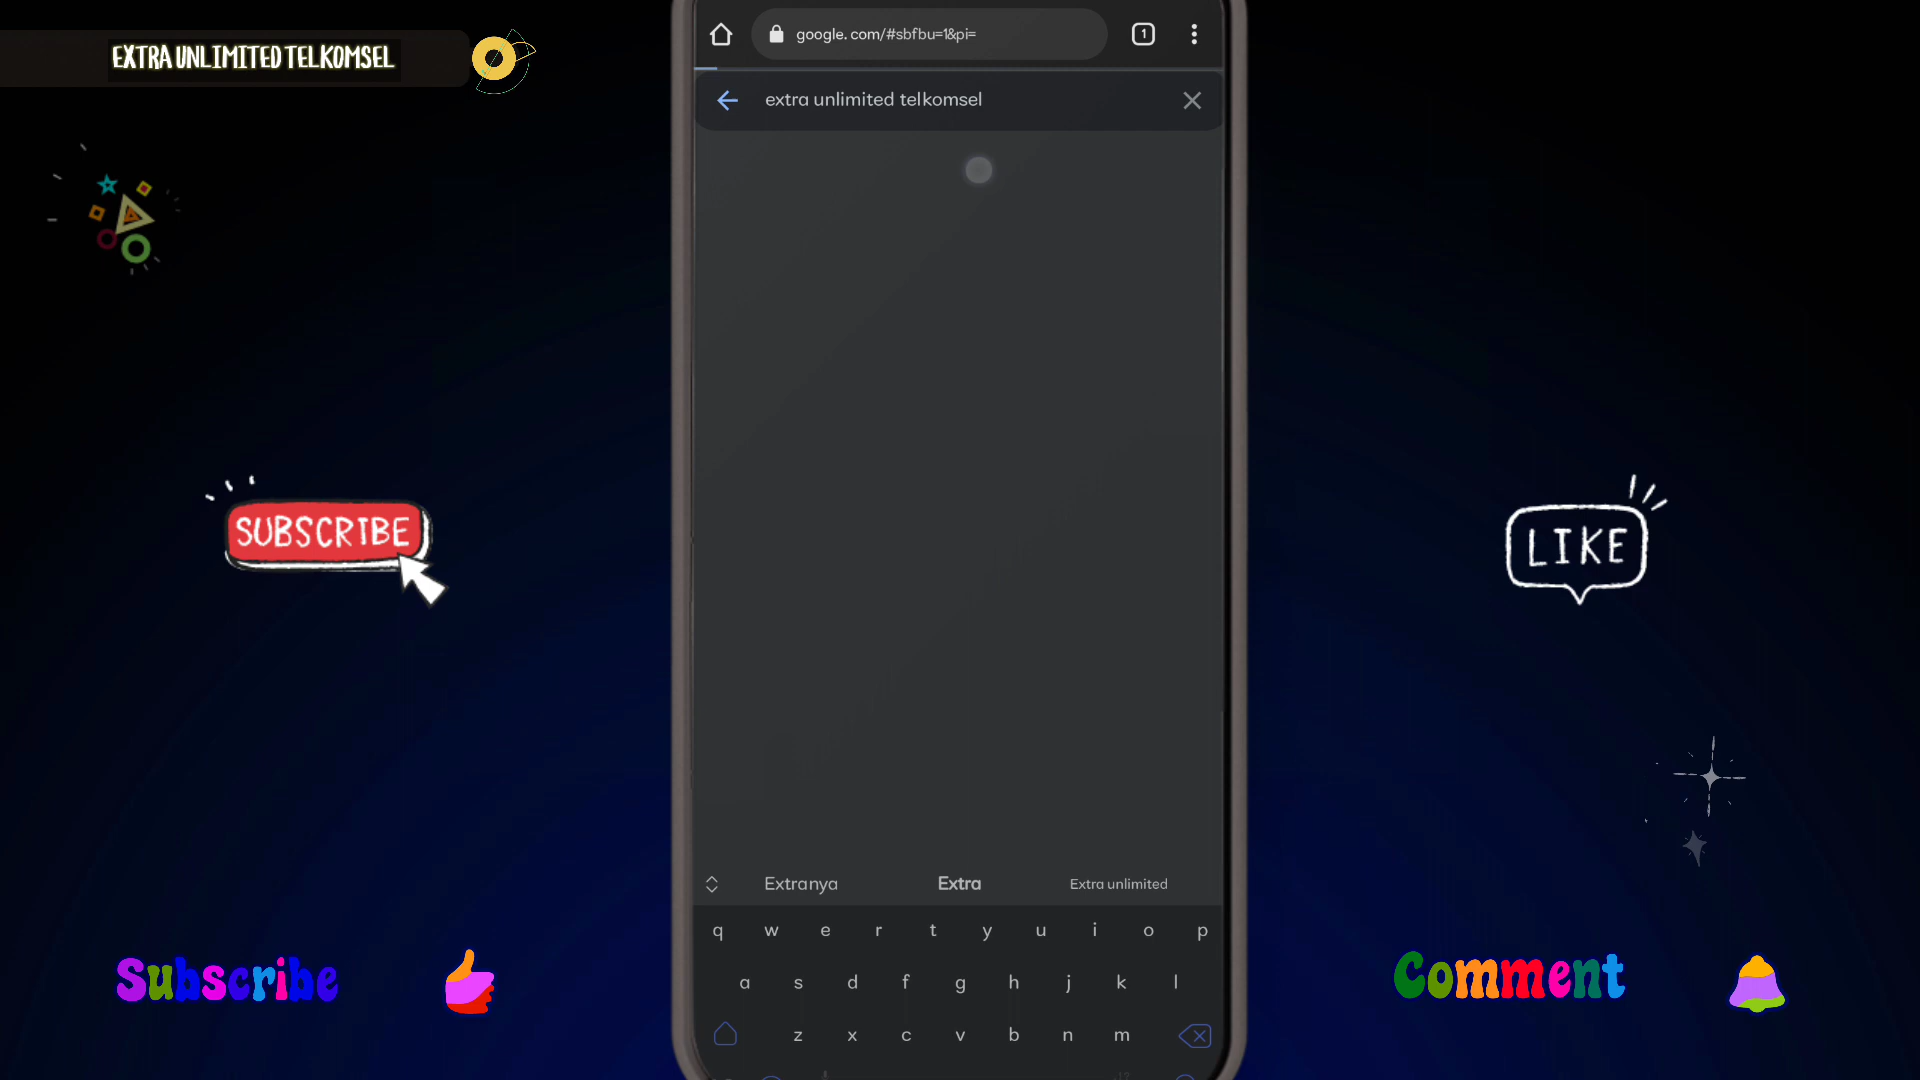 EXTRA UNLIMITED TELKOMSEL
google.com/#sbfbu=1&pi=
1
extra unlimited telkomsel
SUBSCRIBE
LIKE
Extranya
Extra
Extra unlimited
q w e r t y u i o p
a s d f g h j k l
z x c v b n m
Subscribe
Comment